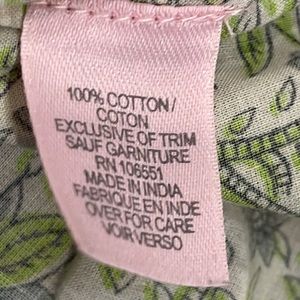 100% COTTON/
COTON
EXCLUSIVE OF TRIM
SAUF GARNITURE
RN 106551
MADE IN INDIA
FABRIQUE EN INDE
OVER FOR CARE
VOIR VERSO